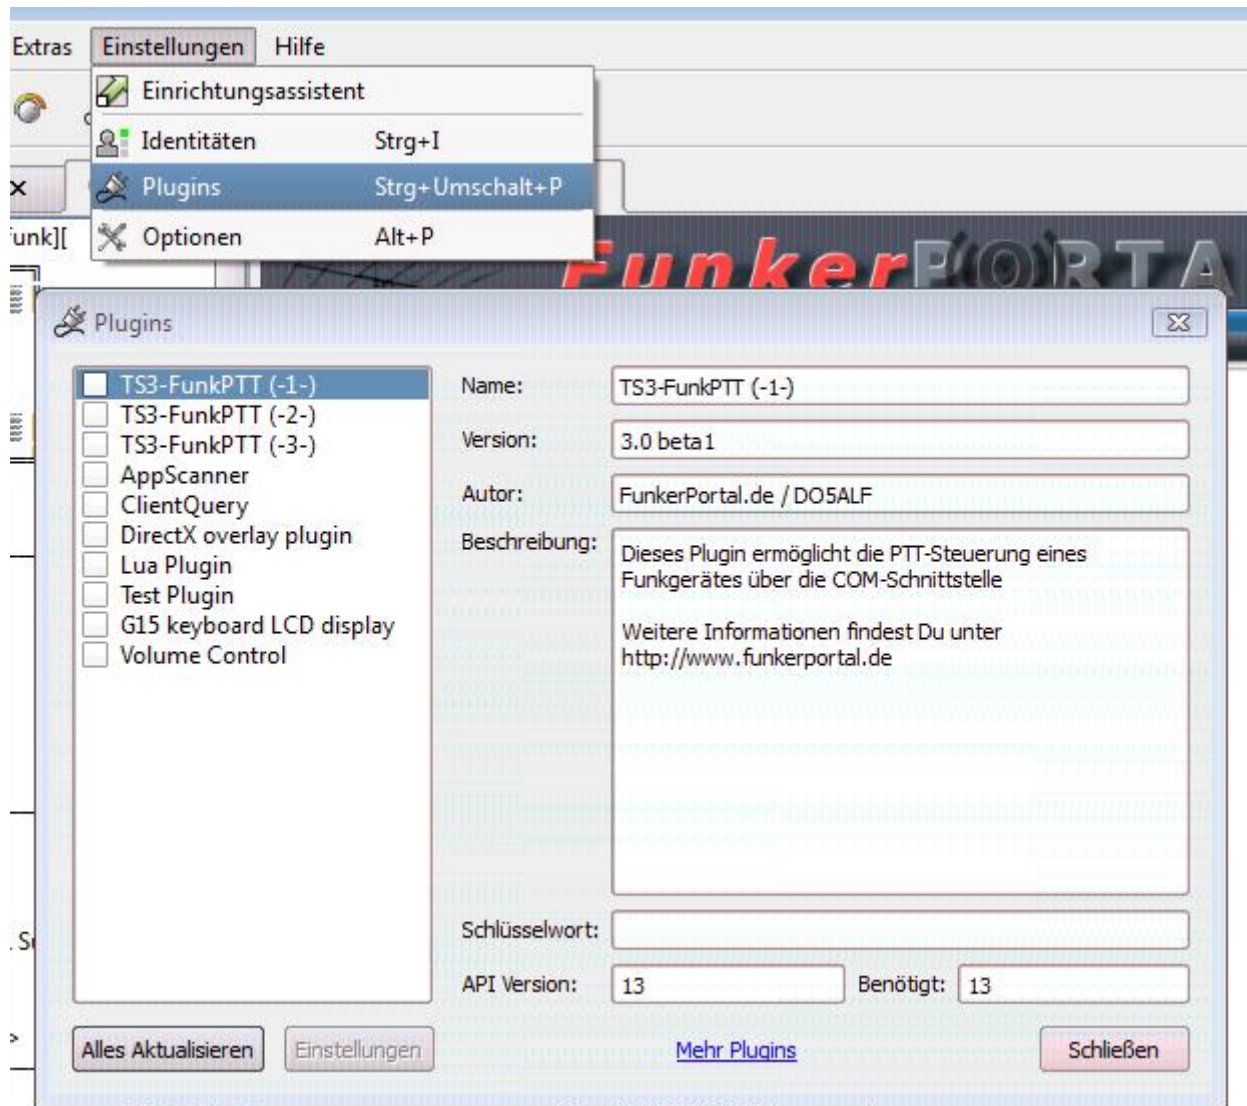 Extras Einstellungen Hilfe
Einrichtungsassistent
Identitäten Strg+I
Plugins Strg+Umschalt+P
Optionen Alt+P
unk][
FunkerPORTA
Plugins
TS3-FunkPTT (-1-)
TS3-FunkPTT (-2-)
TS3-FunkPTT (-3-)
AppScanner
ClientQuery
DirectX overlay plugin
Lua Plugin
Test Plugin
G15 keyboard LCD display
Volume Control
Name: TS3-FunkPTT (-1-)
Version: 3.0 beta1
Autor: FunkerPortal.de / DO5ALF
Beschreibung: Dieses Plugin ermöglicht die PTT-Steuerung eines
Funkgerätes über die COM-Schnittstelle
Weitere Informationen findest Du unter
http://www.funkerportal.de
Schlüsselwort:
API Version: 13 Benötigt: 13
Alles Aktualisieren Einstellungen Mehr Plugins Schließen